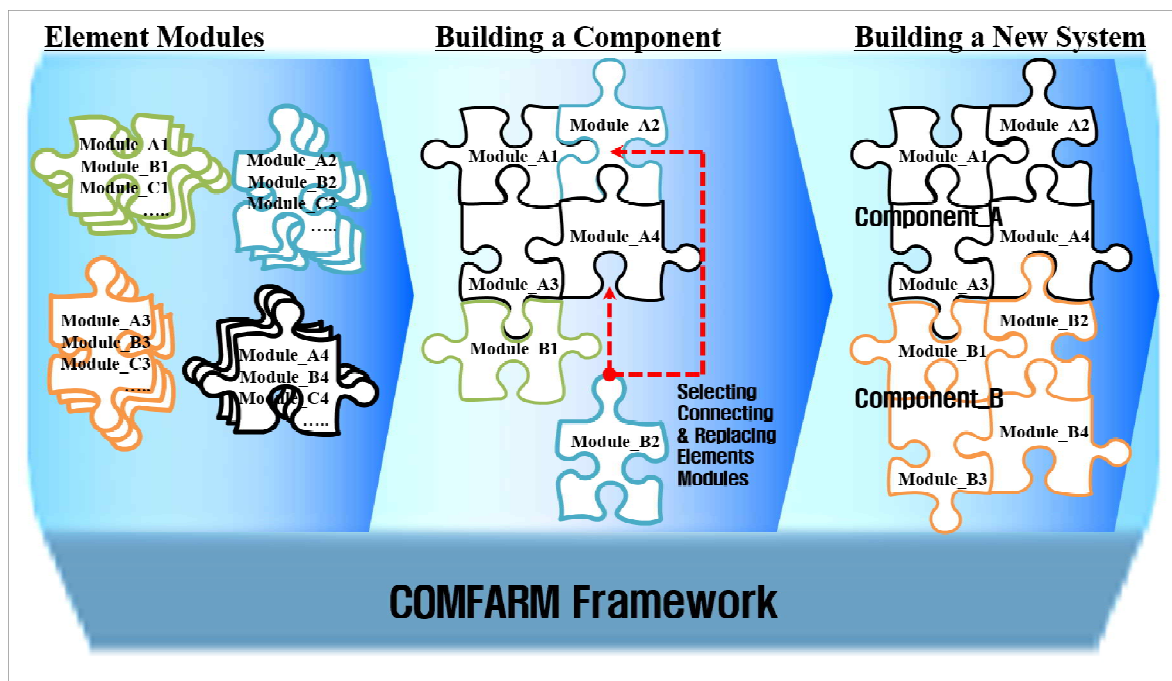 Element Modules
Building a Component
Building a New System
Module_A1
Module_B1
Module_C1
.....
Module_A2
Module_B2
Module_C2
.....
Module_A3
Module_B3
Module_C3
.....
Module_A4
Module_B4
Module_C4
.....
Module_A2
Module_A1
Module_A4
Module_A3
Module_B1
Module_B2
Selecting
Connecting
& Replacing
Elements
Modules
Module_A2
Module_A1
Component_A
Module_A4
Module_A3
Module_B2
Module_B1
Component_B
Module_B4
Module_B3
COMFARM Framework